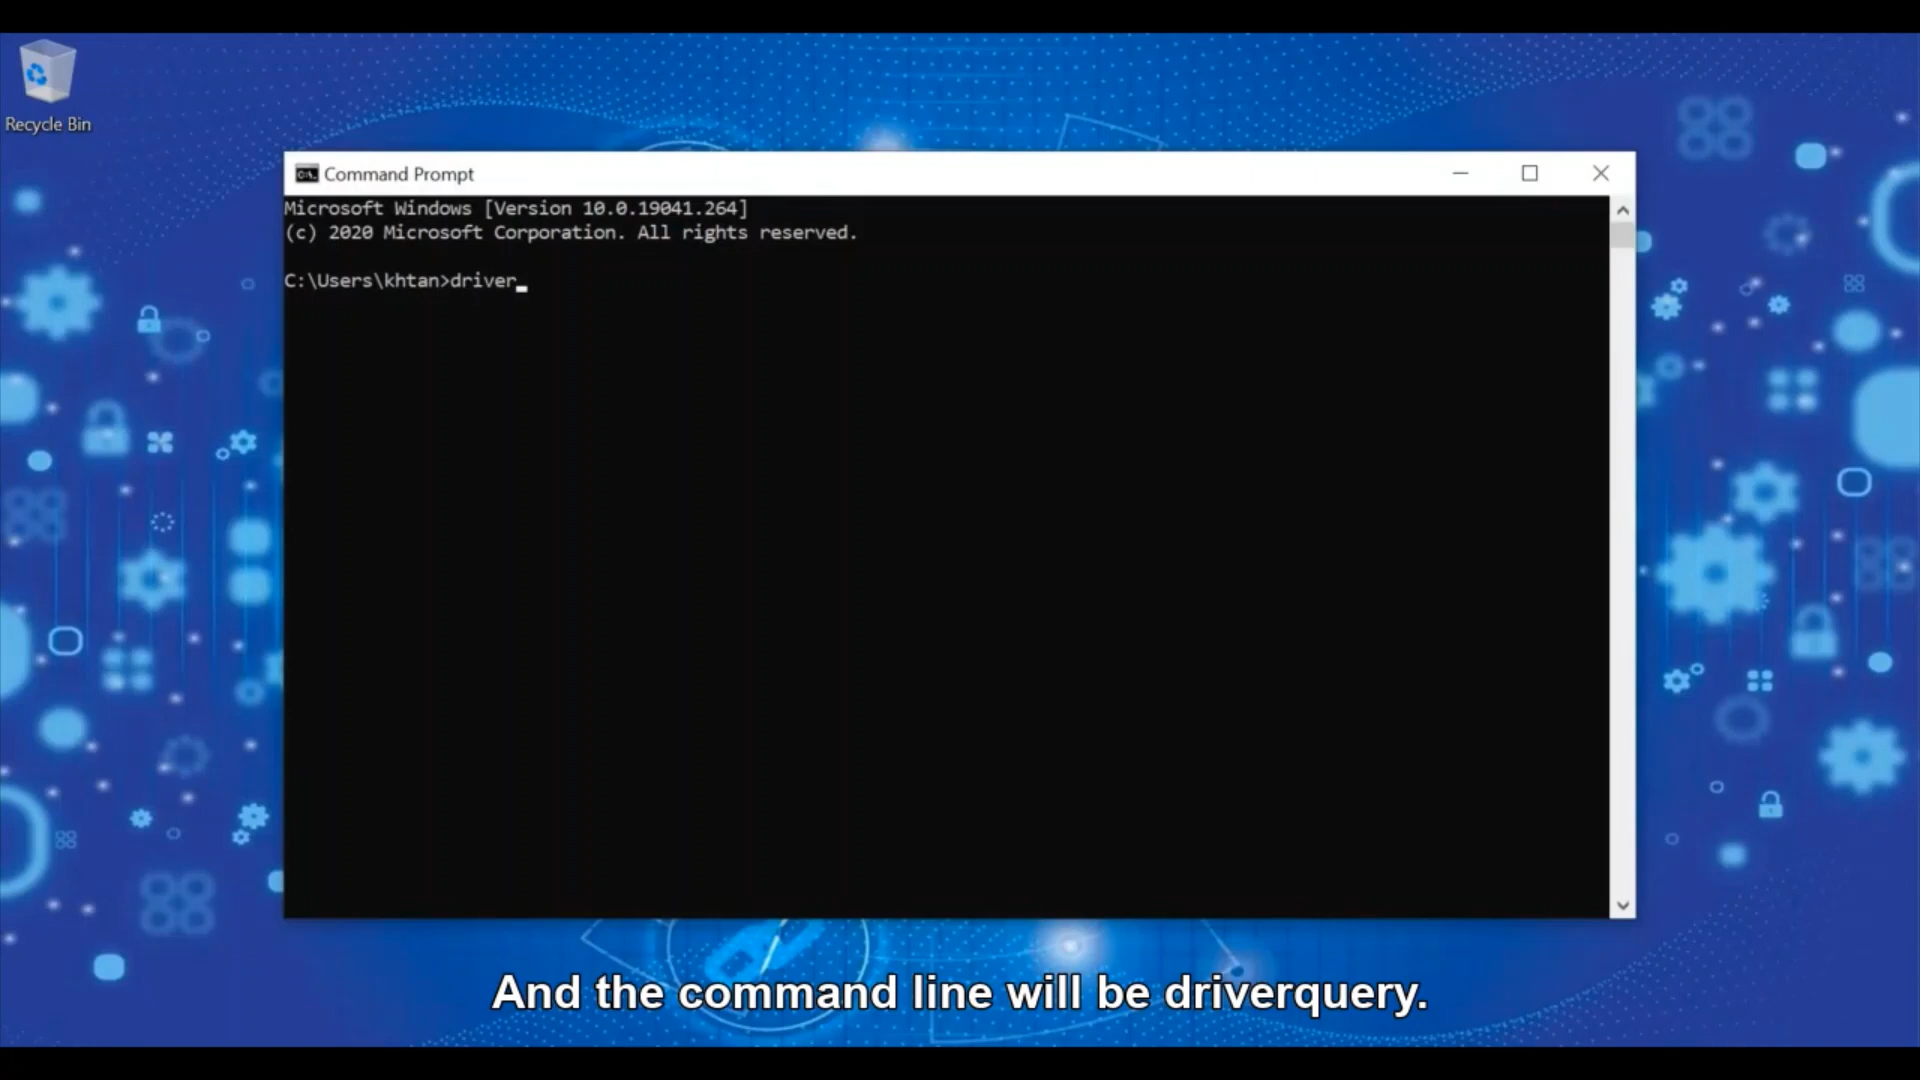 Recycle Bin
Command Prompt
Microsoft Windows [Version 10.0.19041.264]
(c) 2020 Microsoft Corporation. All rights reserved.
C:\Users\khtan>driver_
And the command line will be driverquery.